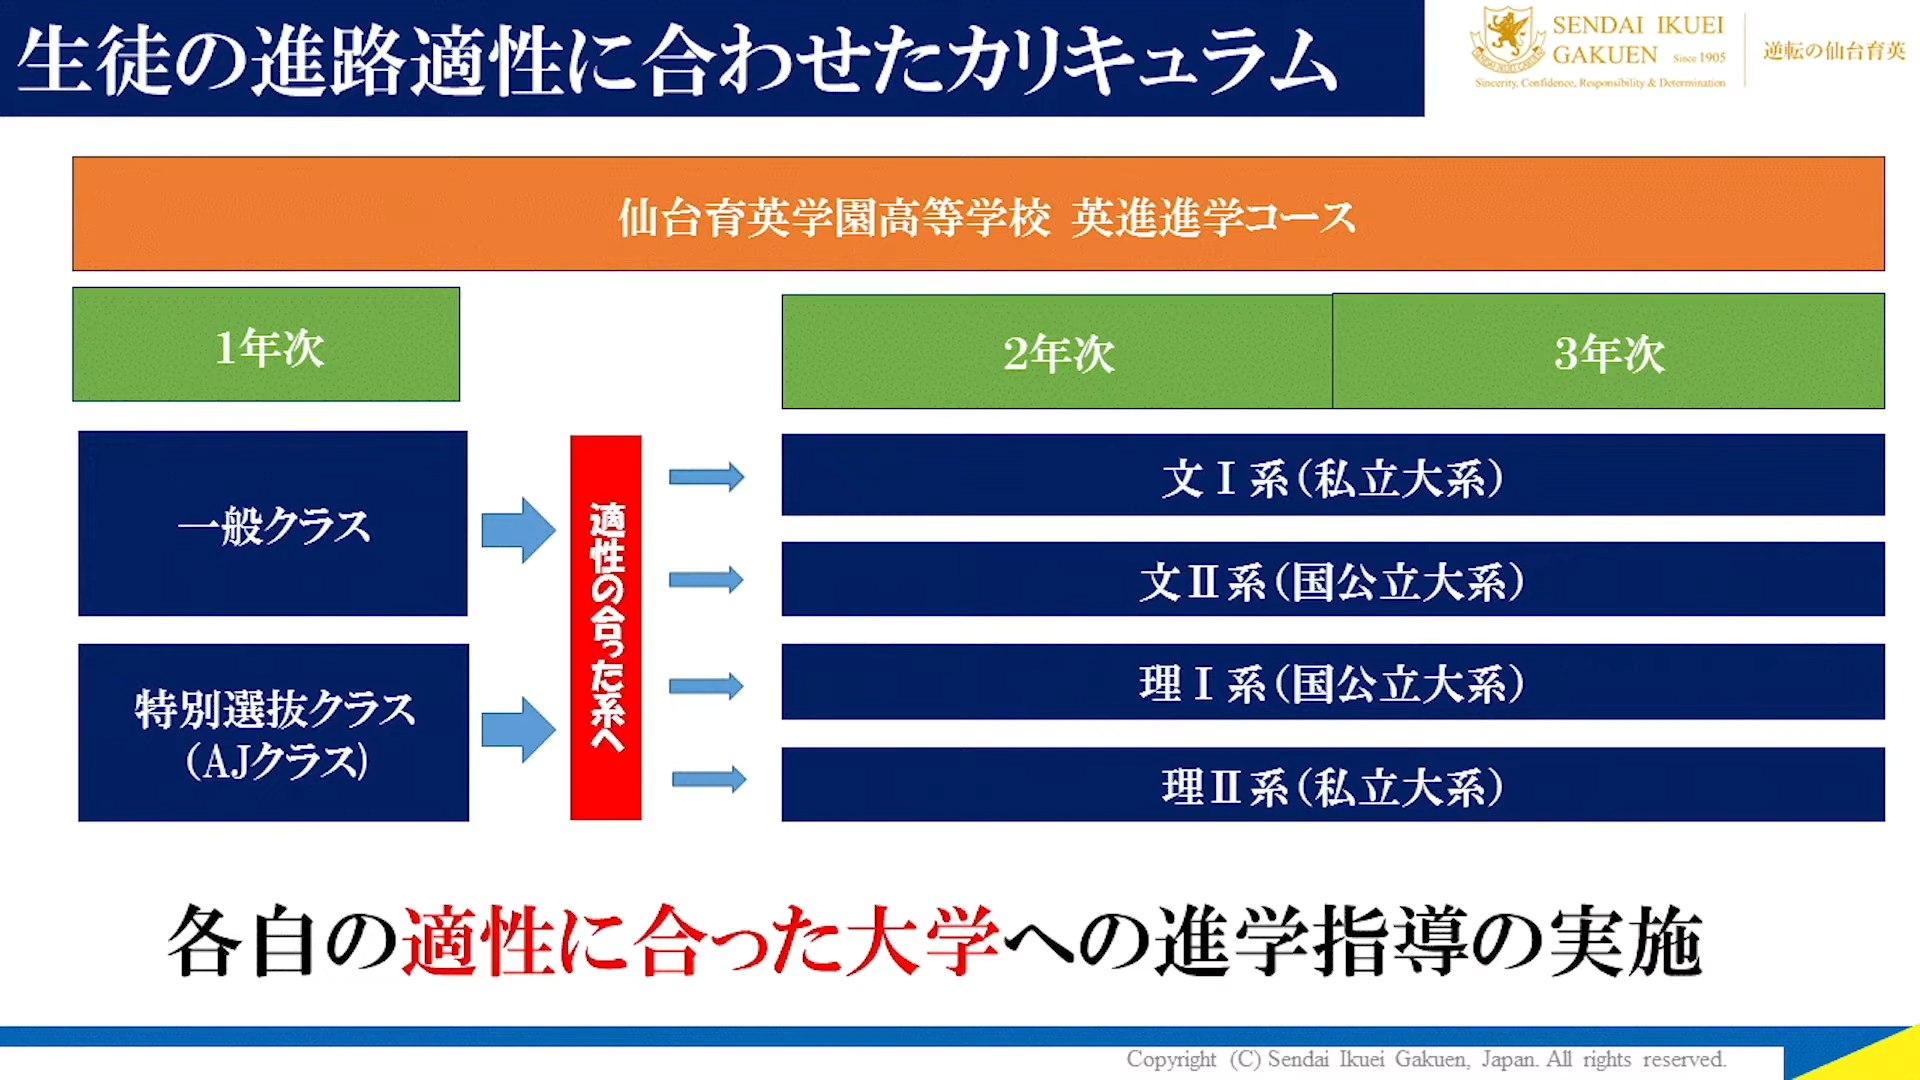 生徒の進路適性に合わせたカリキュラム
SENDAI IKUEI
GAKUEN Since 1905
Sincerity, Confidence, Responsibility & Determination
逆転の仙台育英
仙台育英学園高等学校 英進進学コース
1年次
2年次
3年次
一般クラス
特別選抜クラス
(AJクラス)
適性の合った系へ
文Ⅰ系(私立大系)
文Ⅱ系(国公立大系)
理Ⅰ系(国公立大系)
理Ⅱ系(私立大系)
各自の適性に合った大学への進学指導の実施
Copyright (C) Sendai Ikuei Gakuen, Japan. All rights reserved.